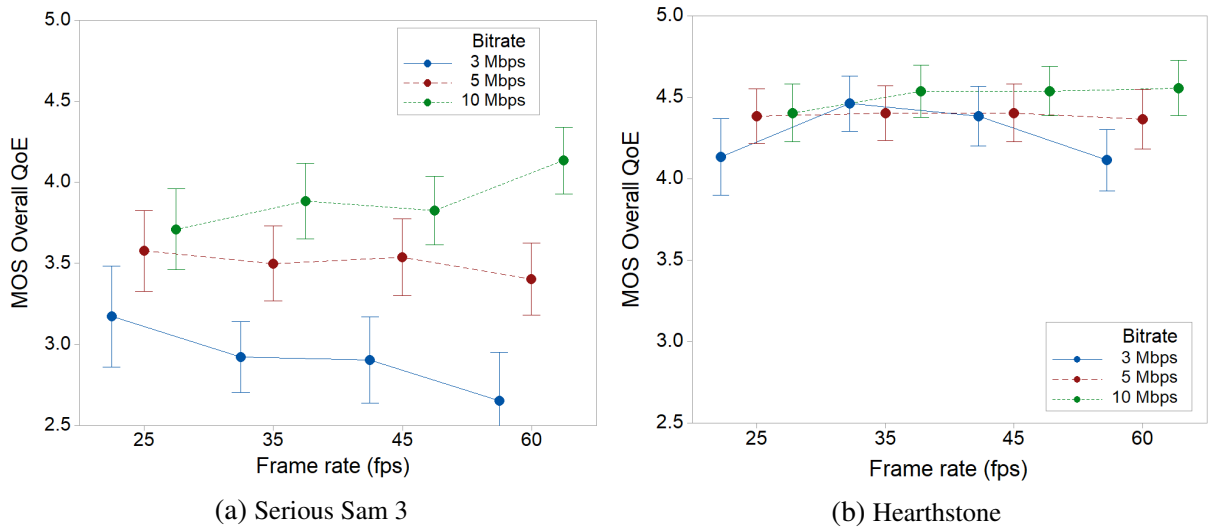 5.0
4.5
4.0
3.5
3.0
2.5
MOS Overall QoE
Bitrate
3 Mbps
5 Mbps
10 Mbps
25
35
45
60
Frame rate (fps)
(a) Serious Sam 3
5.0
4.5
4.0
3.5
3.0
2.5
MOS Overall QoE
Bitrate
3 Mbps
5 Mbps
10 Mbps
25
35
45
60
Frame rate (fps)
(b) Hearthstone